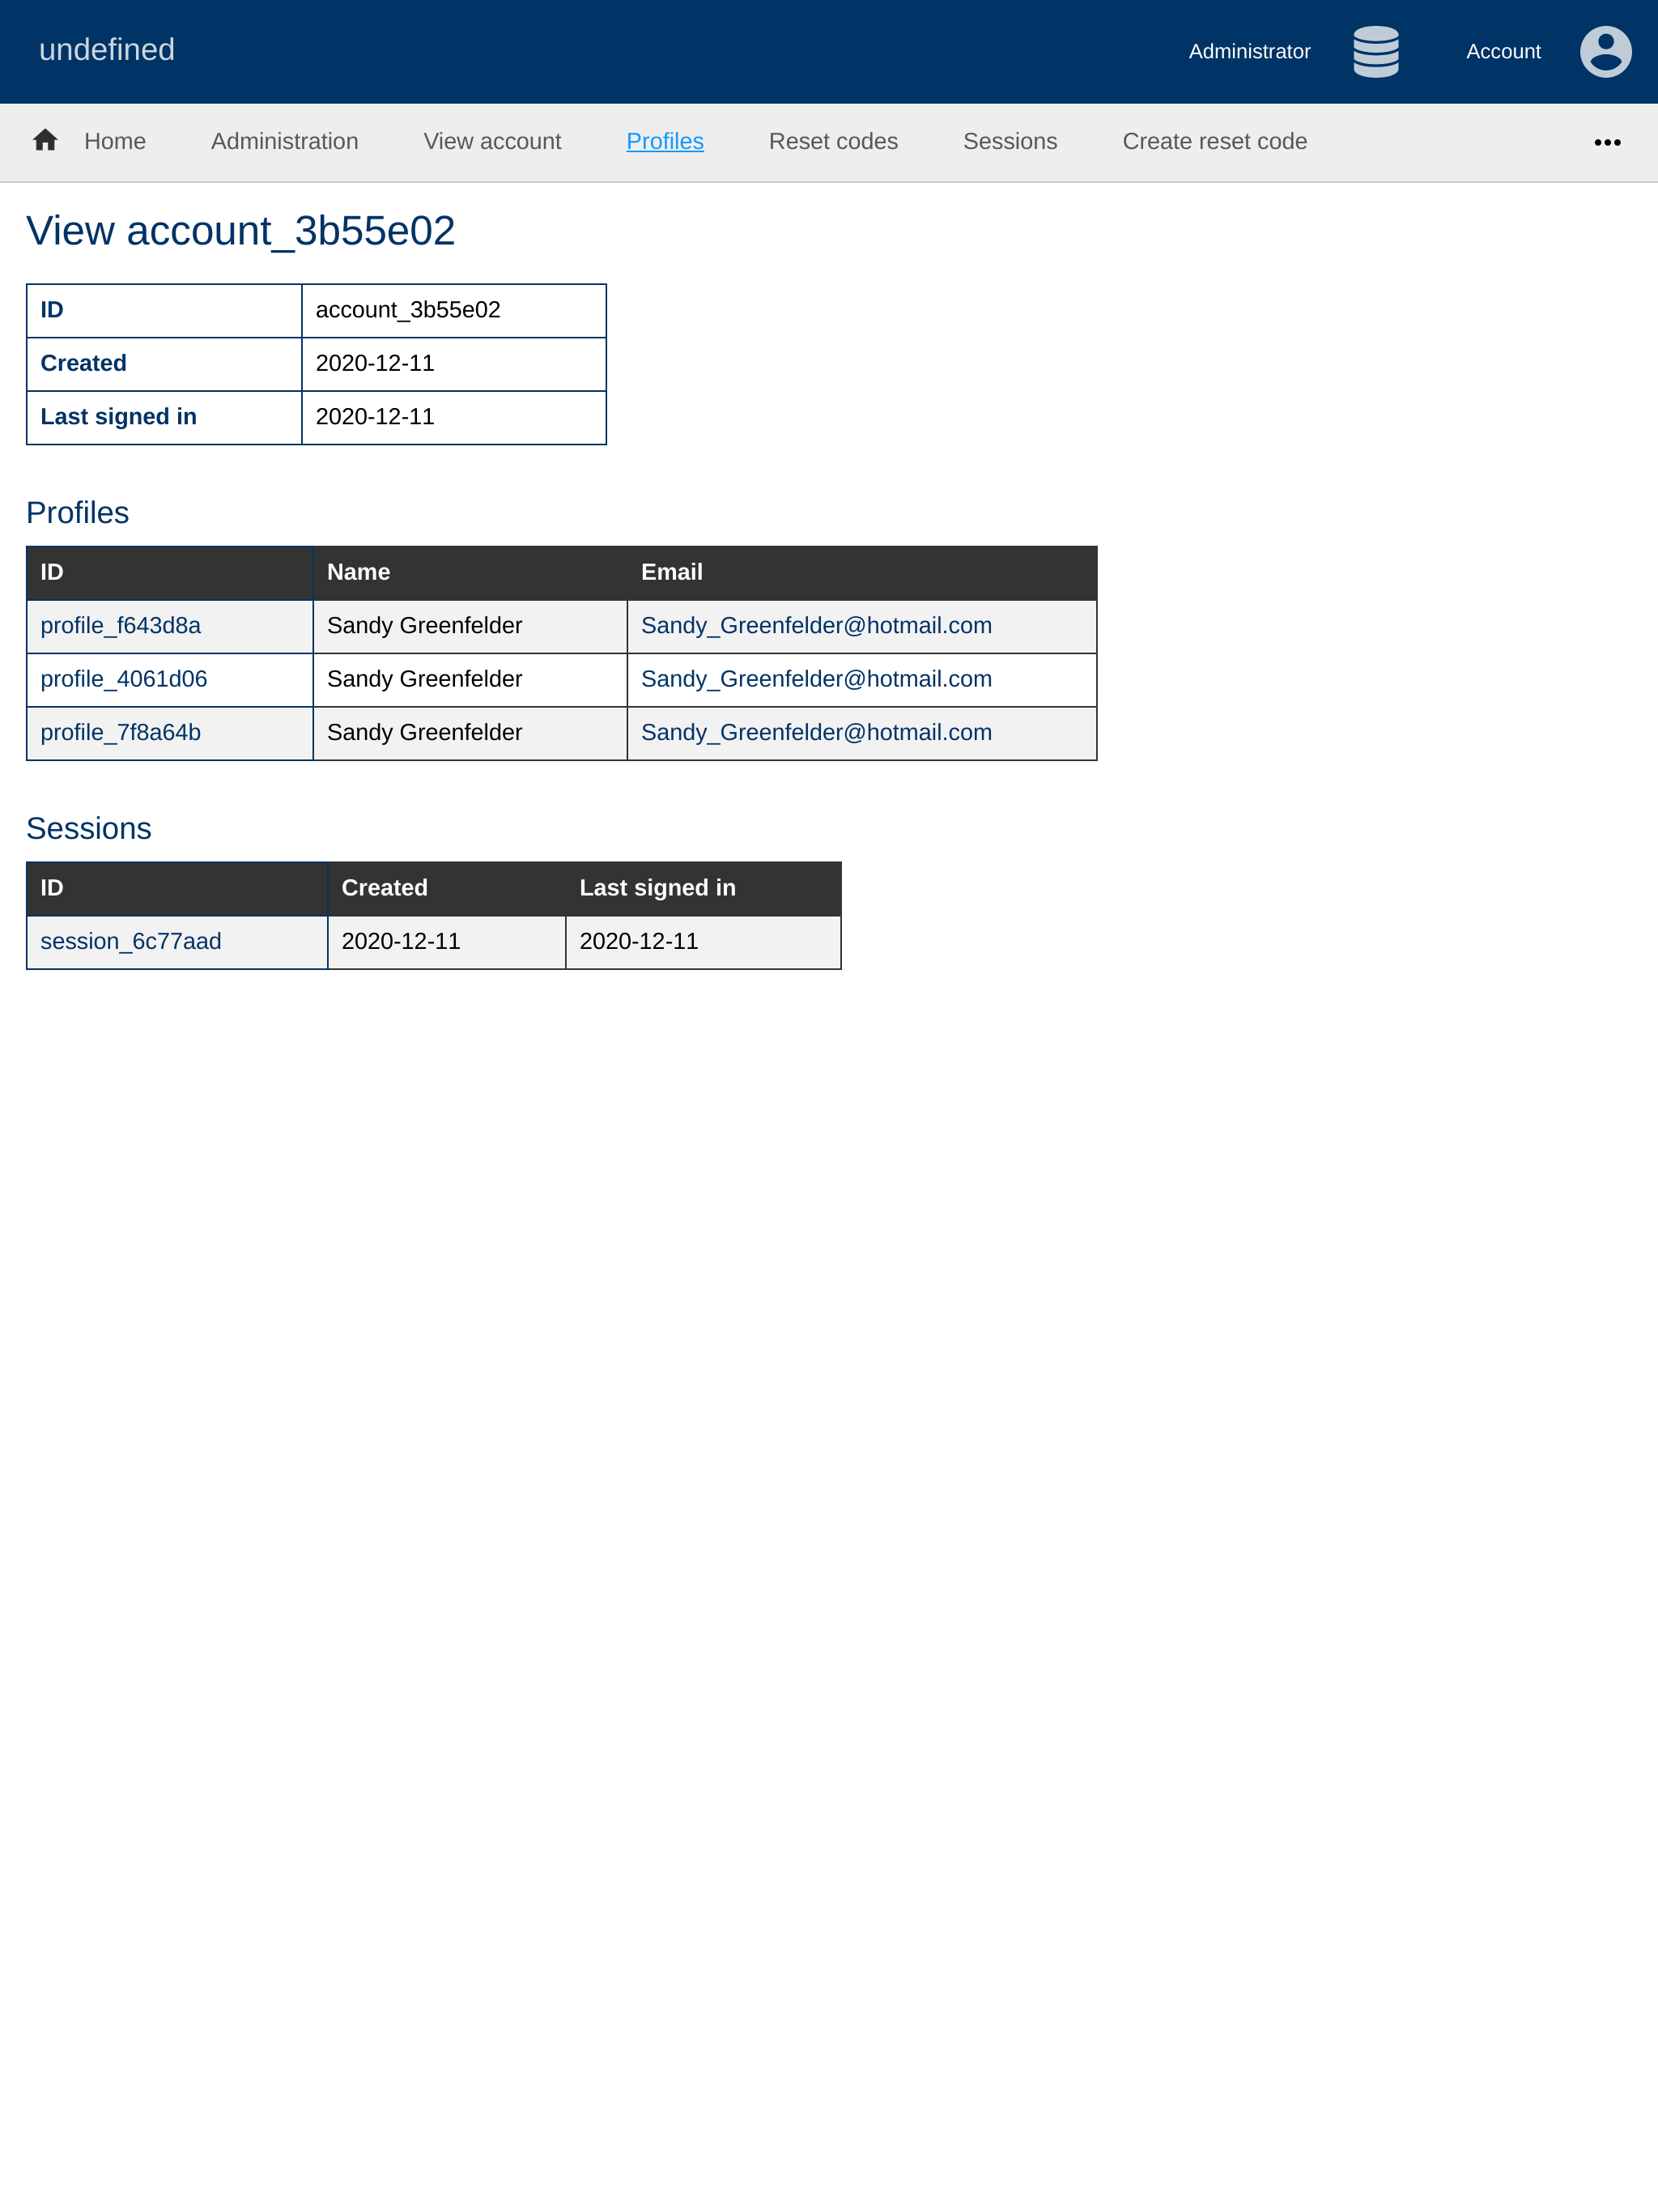 undefined
Administrator Account
Home Administration View account Profiles Reset codes Sessions Create reset code
View account_3b55e02
ID account_3b55e02
Created 2020-12-11
Last signed in 2020-12-11
Profiles
ID Name Email
profile_f643d8a Sandy Greenfelder Sandy_Greenfelder@hotmail.com
profile_4061d06 Sandy Greenfelder Sandy_Greenfelder@hotmail.com
profile_7f8a64b Sandy Greenfelder Sandy_Greenfelder@hotmail.com
Sessions
ID Created Last signed in
session_6c77aad 2020-12-11 2020-12-11